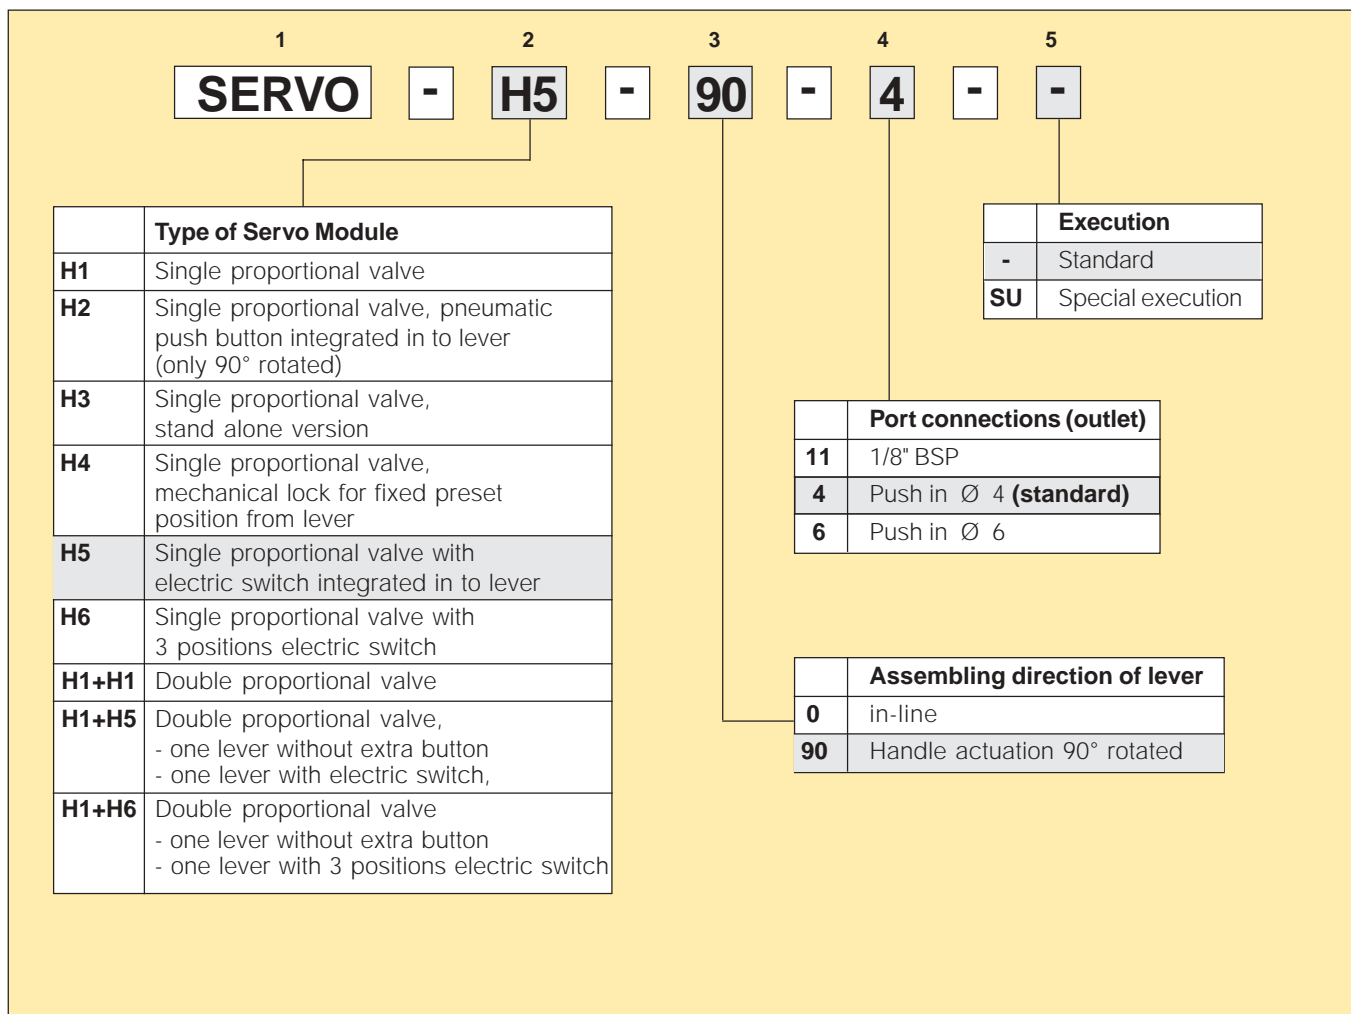 1 2 3 4 5
SERVO - H5 - 90 - 4 - -
Type of Servo Module
H1 Single proportional valve
H2 Single proportional valve, pneumatic
push button integrated in to lever
(only 90° rotated)
H3 Single proportional valve,
stand alone version
H4 Single proportional valve,
mechanical lock for fixed preset
position from lever
H5 Single proportional valve with
electric switch integrated in to lever
H6 Single proportional valve with
3 positions electric switch
H1+H1 Double proportional valve
H1+H5 Double proportional valve,
- one lever without extra button
- one lever with electric switch,
H1+H6 Double proportional valve
- one lever without extra button
- one lever with 3 positions electric switch
Execution
- Standard
SU Special execution
Port connections (outlet)
11 1/8" BSP
4 Push in Ø 4 (standard)
6 Push in Ø 6
Assembling direction of lever
0 in-line
90 Handle actuation 90° rotated